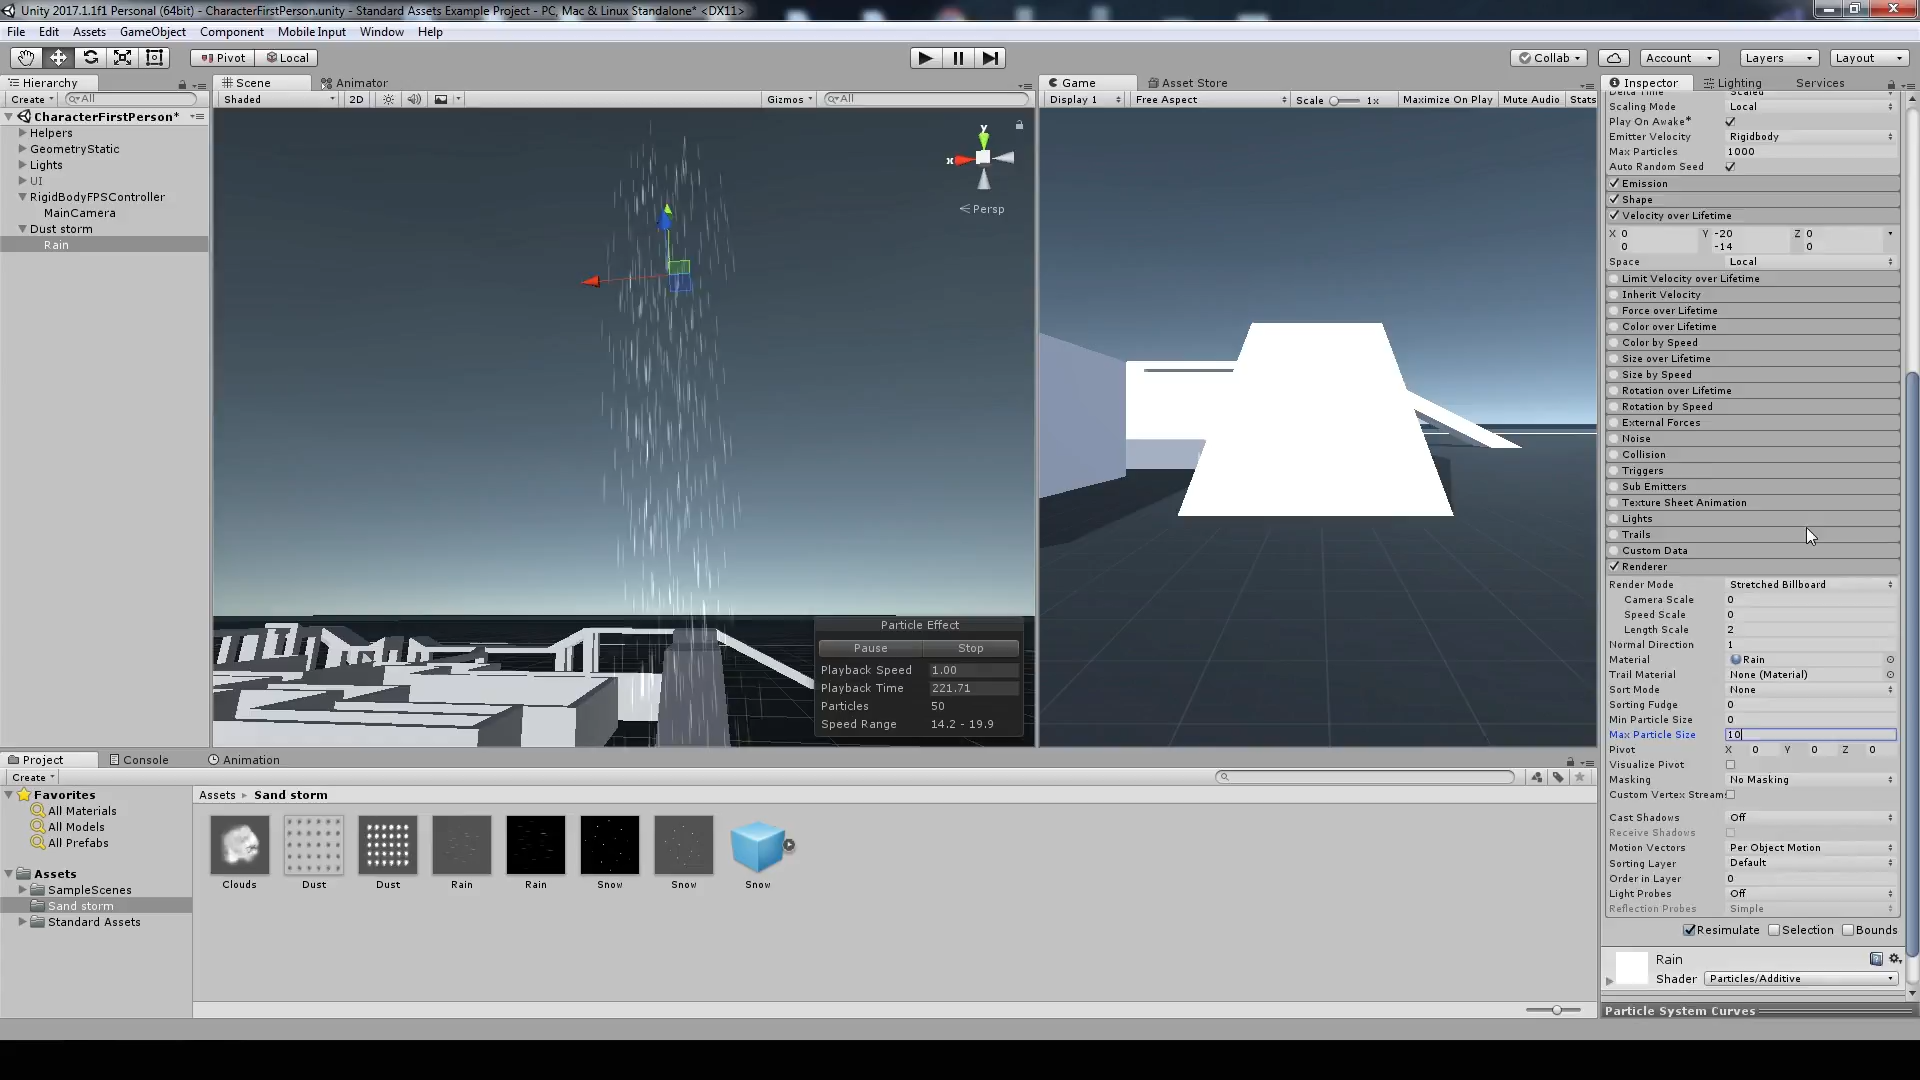 Unity 2017.1.1f1 Personal (64bit) - CharacterFirstPerson.unity - Standard Assets Example Project - PC, Mac & Linux Standalone* <DX11>
File Edit Assets GameObject Component Mobile Input Window Help
Pivot Local Collab Account Layers Layout
Hierarchy
Create All
CharacterFirstPerson*
Helpers
GeometryStatic
Lights
UI
RigidBodyFPSController
MainCamera
Dust storm
Rain
Scene Animator
Shaded 2D Gizmos All
y
x
Persp
Particle Effect
Pause Stop
Playback Speed 1.00
Playback Time 221.71
Particles 50
Speed Range 14.2 - 19.9
Game Asset Store
Display 1 Free Aspect Scale 1x Maximize On Play Mute Audio Stats
Inspector Lighting Services
Delta Time Scaled
Scaling Mode Local
Play On Awake*
Emitter Velocity Rigidbody
Max Particles 1000
Auto Random Seed
Emission
Shape
Velocity over Lifetime
X 0 Y -20 Z 0
0 -14 0
Space Local
Limit Velocity over Lifetime
Inherit Velocity
Force over Lifetime
Color over Lifetime
Color by Speed
Size over Lifetime
Size by Speed
Rotation over Lifetime
Rotation by Speed
External Forces
Noise
Collision
Triggers
Sub Emitters
Texture Sheet Animation
Lights
Trails
Custom Data
Renderer
Render Mode Stretched Billboard
Camera Scale 0
Speed Scale 0
Length Scale 2
Normal Direction 1
Material Rain
Trail Material None (Material)
Sort Mode None
Sorting Fudge 0
Min Particle Size 0
Max Particle Size 10
Pivot X 0 Y 0 Z 0
Visualize Pivot
Masking No Masking
Custom Vertex Streams
Cast Shadows Off
Receive Shadows
Motion Vectors Per Object Motion
Sorting Layer Default
Order in Layer 0
Light Probes Off
Reflection Probes Simple
Resimulate Selection Bounds
Rain
Shader Particles/Additive
Particle System Curves
Project Console Animation
Create
Favorites
All Materials
All Models
All Prefabs
Assets
SampleScenes
Sand storm
Standard Assets
Assets Sand storm
Clouds Dust Dust Rain Rain Snow Snow Snow